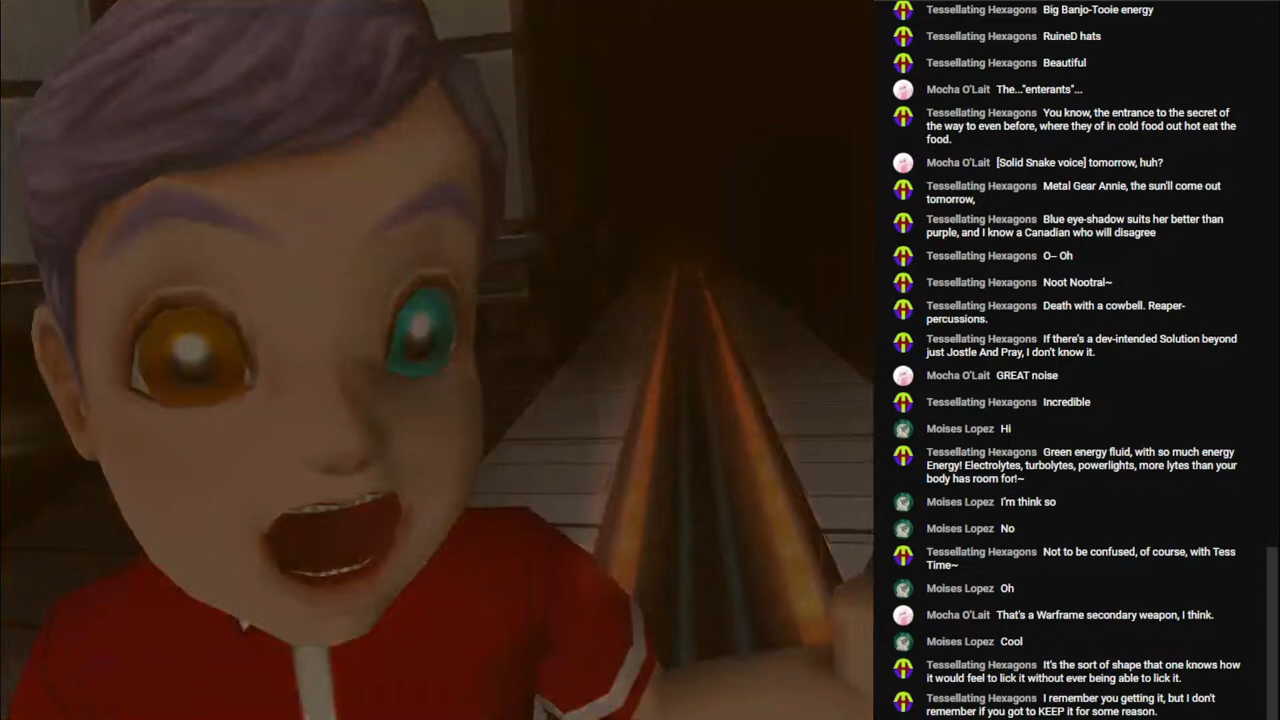 Tessellating Hexagons Big Banjo-Tooie energy
Tessellating Hexagons RuineD hats
Tessellating Hexagons Beautiful
Mocha O'Lait The..."enterants"...
Tessellating Hexagons You know, the entrance to the secret of
the way to even before, where they of in cold food out hot eat the
food.
Mocha O'Lait [Solid Snake voice] tomorrow, huh?
Tessellating Hexagons Metal Gear Annie, the sun'll come out
tomorrow,
Tessellating Hexagons Blue eye-shadow suits her better than
purple, and I know a Canadian who will disagree
Tessellating Hexagons O-- Oh
Tessellating Hexagons Noot Nootral~
Tessellating Hexagons Death with a cowbell. Reaper-
percussions.
Tessellating Hexagons If there's a dev-intended Solution beyond
just Jostle And Pray, I don't know it.
Mocha O'Lait GREAT noise
Tessellating Hexagons Incredible
Moises Lopez Hi
Tessellating Hexagons Green energy fluid, with so much energy
Energy! Electrolytes, turbolytes, powerlights, more lytes than your
body has room for!~
Moises Lopez I'm think so
Moises Lopez No
Tessellating Hexagons Not to be confused, of course, with Tess
Time~
Moises Lopez Oh
Mocha O'Lait That's a Warframe secondary weapon, I think.
Moises Lopez Cool
Tessellating Hexagons It's the sort of shape that one knows how
it would feel to lick it without ever being able to lick it.
Tessellating Hexagons I remember you getting it, but I don't
remember if you got to KEEP it for some reason.